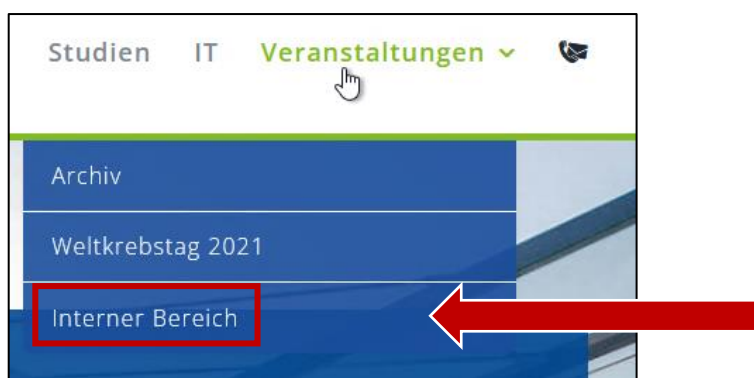 Studien IT Veranstaltungen
Archiv
Weltkrebstag 2021
Interner Bereich